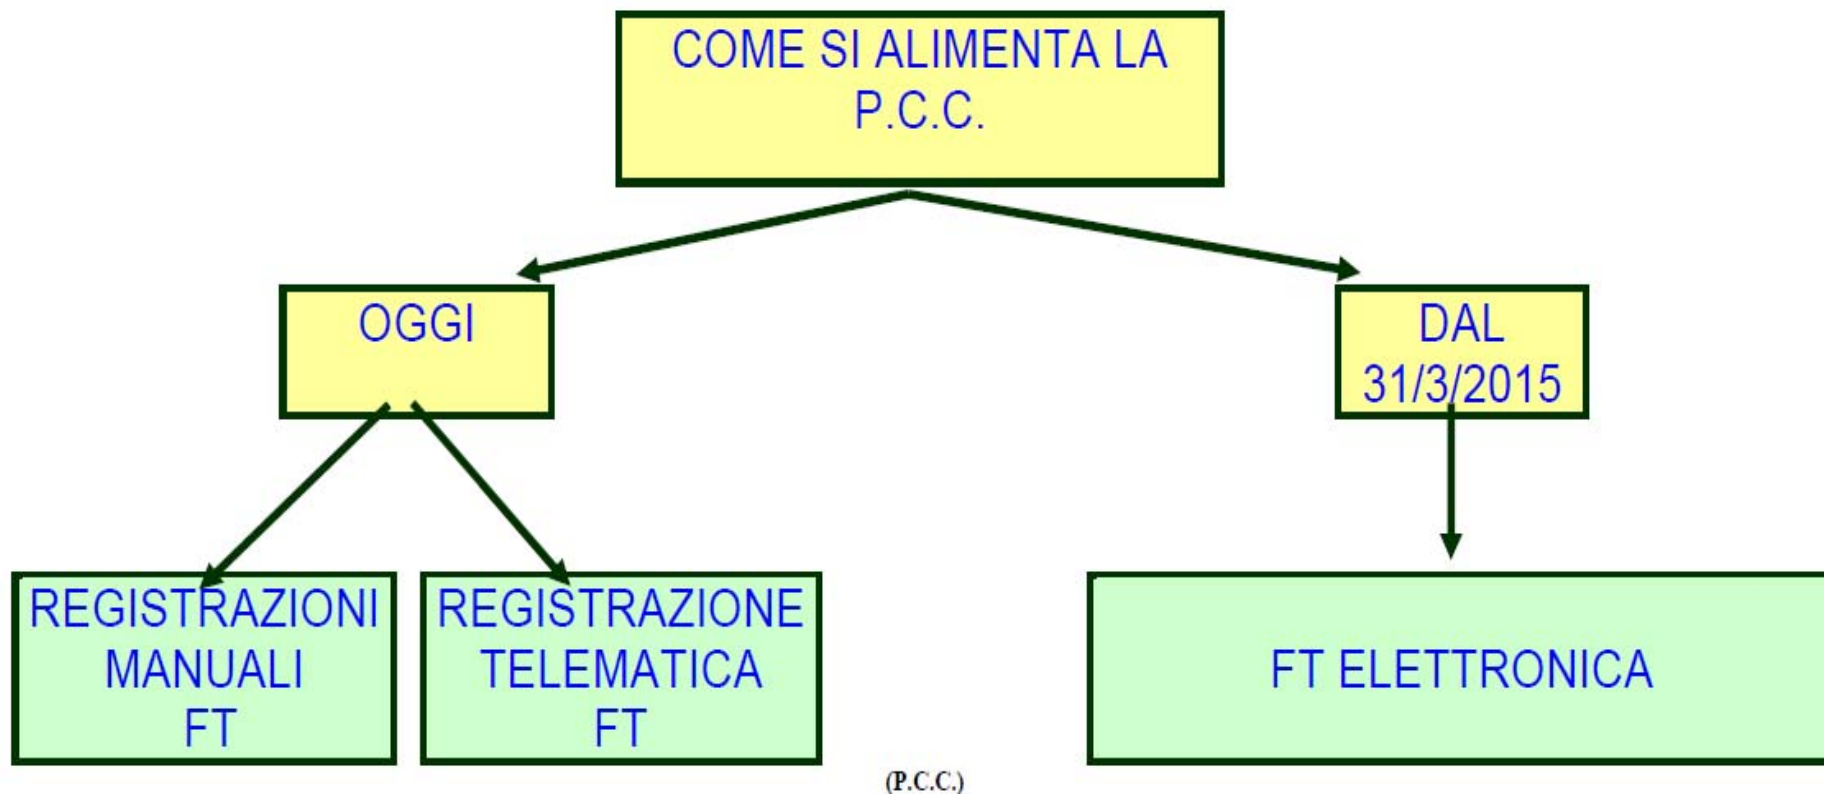 COME SI ALIMENTA LA
P.C.C.
OGGI
DAL
31/3/2015
REGISTRAZIONI
MANUALI
FT
REGISTRAZIONE
TELEMATICA
FT
FT ELETTRONICA
(P.C.C.)